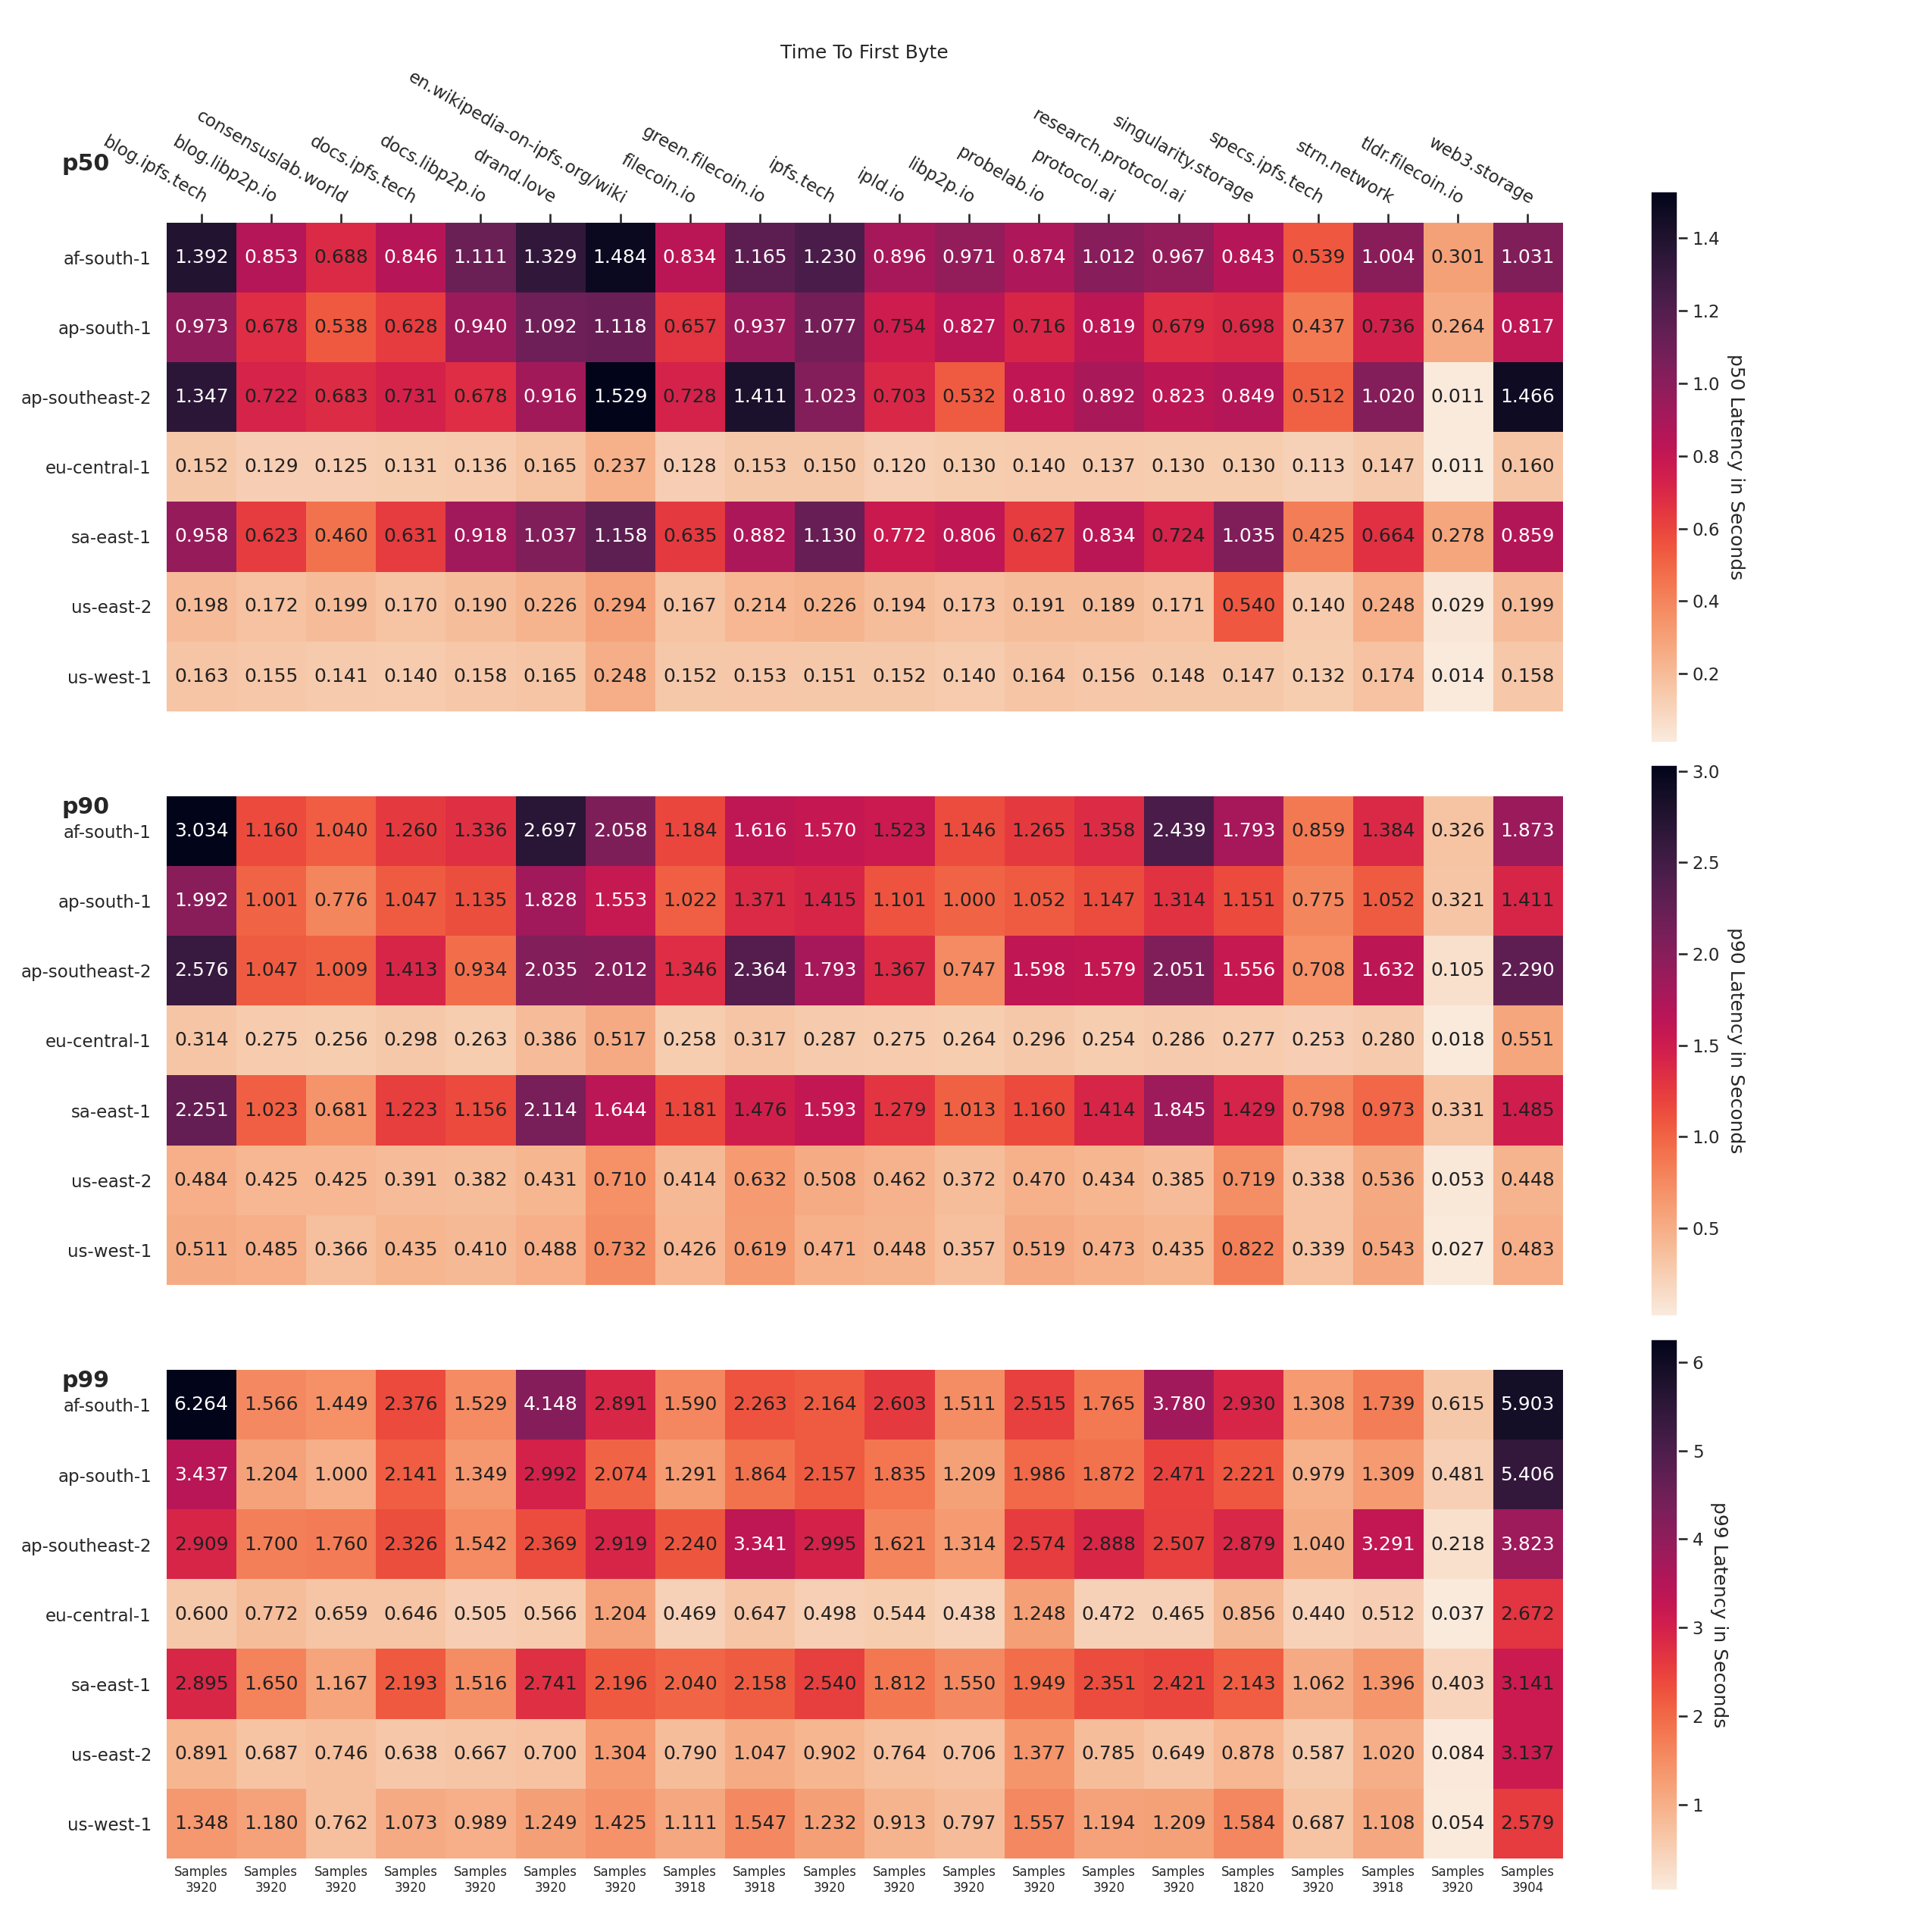 Time To First Byte
p50
blog.ipfs.tech
blog.libp2p.io
consensuslab.world
docs.ipfs.tech
docs.libp2p.io
drand.love
en.wikipedia-on-ipfs.org/wiki
filecoin.io
green.filecoin.io
ipfs.tech
ipld.io
libp2p.io
probelab.io
protocol.ai
research.protocol.ai
singularity.storage
specs.ipfs.tech
strn.network
tldr.filecoin.io
web3.storage
af-south-1 1.392 0.853 0.688 0.846 1.111 1.329 1.484 0.834 1.165 1.230 0.896 0.971 0.874 1.012 0.967 0.843 0.539 1.004 0.301 1.031
ap-south-1 0.973 0.678 0.538 0.628 0.940 1.092 1.118 0.657 0.937 1.077 0.754 0.827 0.716 0.819 0.679 0.698 0.437 0.736 0.264 0.817
ap-southeast-2 1.347 0.722 0.683 0.731 0.678 0.916 1.529 0.728 1.411 1.023 0.703 0.532 0.810 0.892 0.823 0.849 0.512 1.020 0.011 1.466
eu-central-1 0.152 0.129 0.125 0.131 0.136 0.165 0.237 0.128 0.153 0.150 0.120 0.130 0.140 0.137 0.130 0.130 0.113 0.147 0.011 0.160
sa-east-1 0.958 0.623 0.460 0.631 0.918 1.037 1.158 0.635 0.882 1.130 0.772 0.806 0.627 0.834 0.724 1.035 0.425 0.664 0.278 0.859
us-east-2 0.198 0.172 0.199 0.170 0.190 0.226 0.294 0.167 0.214 0.226 0.194 0.173 0.191 0.189 0.171 0.540 0.140 0.248 0.029 0.199
us-west-1 0.163 0.155 0.141 0.140 0.158 0.165 0.248 0.152 0.153 0.151 0.152 0.140 0.164 0.156 0.148 0.147 0.132 0.174 0.014 0.158
1.4
1.2
1.0
0.8
0.6
0.4
0.2
p50 Latency in Seconds
p90
af-south-1 3.034 1.160 1.040 1.260 1.336 2.697 2.058 1.184 1.616 1.570 1.523 1.146 1.265 1.358 2.439 1.793 0.859 1.384 0.326 1.873
ap-south-1 1.992 1.001 0.776 1.047 1.135 1.828 1.553 1.022 1.371 1.415 1.101 1.000 1.052 1.147 1.314 1.151 0.775 1.052 0.321 1.411
ap-southeast-2 2.576 1.047 1.009 1.413 0.934 2.035 2.012 1.346 2.364 1.793 1.367 0.747 1.598 1.579 2.051 1.556 0.708 1.632 0.105 2.290
eu-central-1 0.314 0.275 0.256 0.298 0.263 0.386 0.517 0.258 0.317 0.287 0.275 0.264 0.296 0.254 0.286 0.277 0.253 0.280 0.018 0.551
sa-east-1 2.251 1.023 0.681 1.223 1.156 2.114 1.644 1.181 1.476 1.593 1.279 1.013 1.160 1.414 1.845 1.429 0.798 0.973 0.331 1.485
us-east-2 0.484 0.425 0.425 0.391 0.382 0.431 0.710 0.414 0.632 0.508 0.462 0.372 0.470 0.434 0.385 0.719 0.338 0.536 0.053 0.448
us-west-1 0.511 0.485 0.366 0.435 0.410 0.488 0.732 0.426 0.619 0.471 0.448 0.357 0.519 0.473 0.435 0.822 0.339 0.543 0.027 0.483
3.0
2.5
2.0
1.5
1.0
0.5
p90 Latency in Seconds
p99
af-south-1 6.264 1.566 1.449 2.376 1.529 4.148 2.891 1.590 2.263 2.164 2.603 1.511 2.515 1.765 3.780 2.930 1.308 1.739 0.615 5.903
ap-south-1 3.437 1.204 1.000 2.141 1.349 2.992 2.074 1.291 1.864 2.157 1.835 1.209 1.986 1.872 2.471 2.221 0.979 1.309 0.481 5.406
ap-southeast-2 2.909 1.700 1.760 2.326 1.542 2.369 2.919 2.240 3.341 2.995 1.621 1.314 2.574 2.888 2.507 2.879 1.040 3.291 0.218 3.823
eu-central-1 0.600 0.772 0.659 0.646 0.505 0.566 1.204 0.469 0.647 0.498 0.544 0.438 1.248 0.472 0.465 0.856 0.440 0.512 0.037 2.672
sa-east-1 2.895 1.650 1.167 2.193 1.516 2.741 2.196 2.040 2.158 2.540 1.812 1.550 1.949 2.351 2.421 2.143 1.062 1.396 0.403 3.141
us-east-2 0.891 0.687 0.746 0.638 0.667 0.700 1.304 0.790 1.047 0.902 0.764 0.706 1.377 0.785 0.649 0.878 0.587 1.020 0.084 3.137
us-west-1 1.348 1.180 0.762 1.073 0.989 1.249 1.425 1.111 1.547 1.232 0.913 0.797 1.557 1.194 1.209 1.584 0.687 1.108 0.054 2.579
Samples Samples Samples Samples Samples Samples Samples Samples Samples Samples Samples Samples Samples Samples Samples Samples Samples Samples Samples Samples
3920 3920 3920 3920 3920 3920 3920 3918 3918 3920 3920 3920 3920 3920 3920 1820 3920 3918 3920 3904
6
5
4
3
2
1
p99 Latency in Seconds